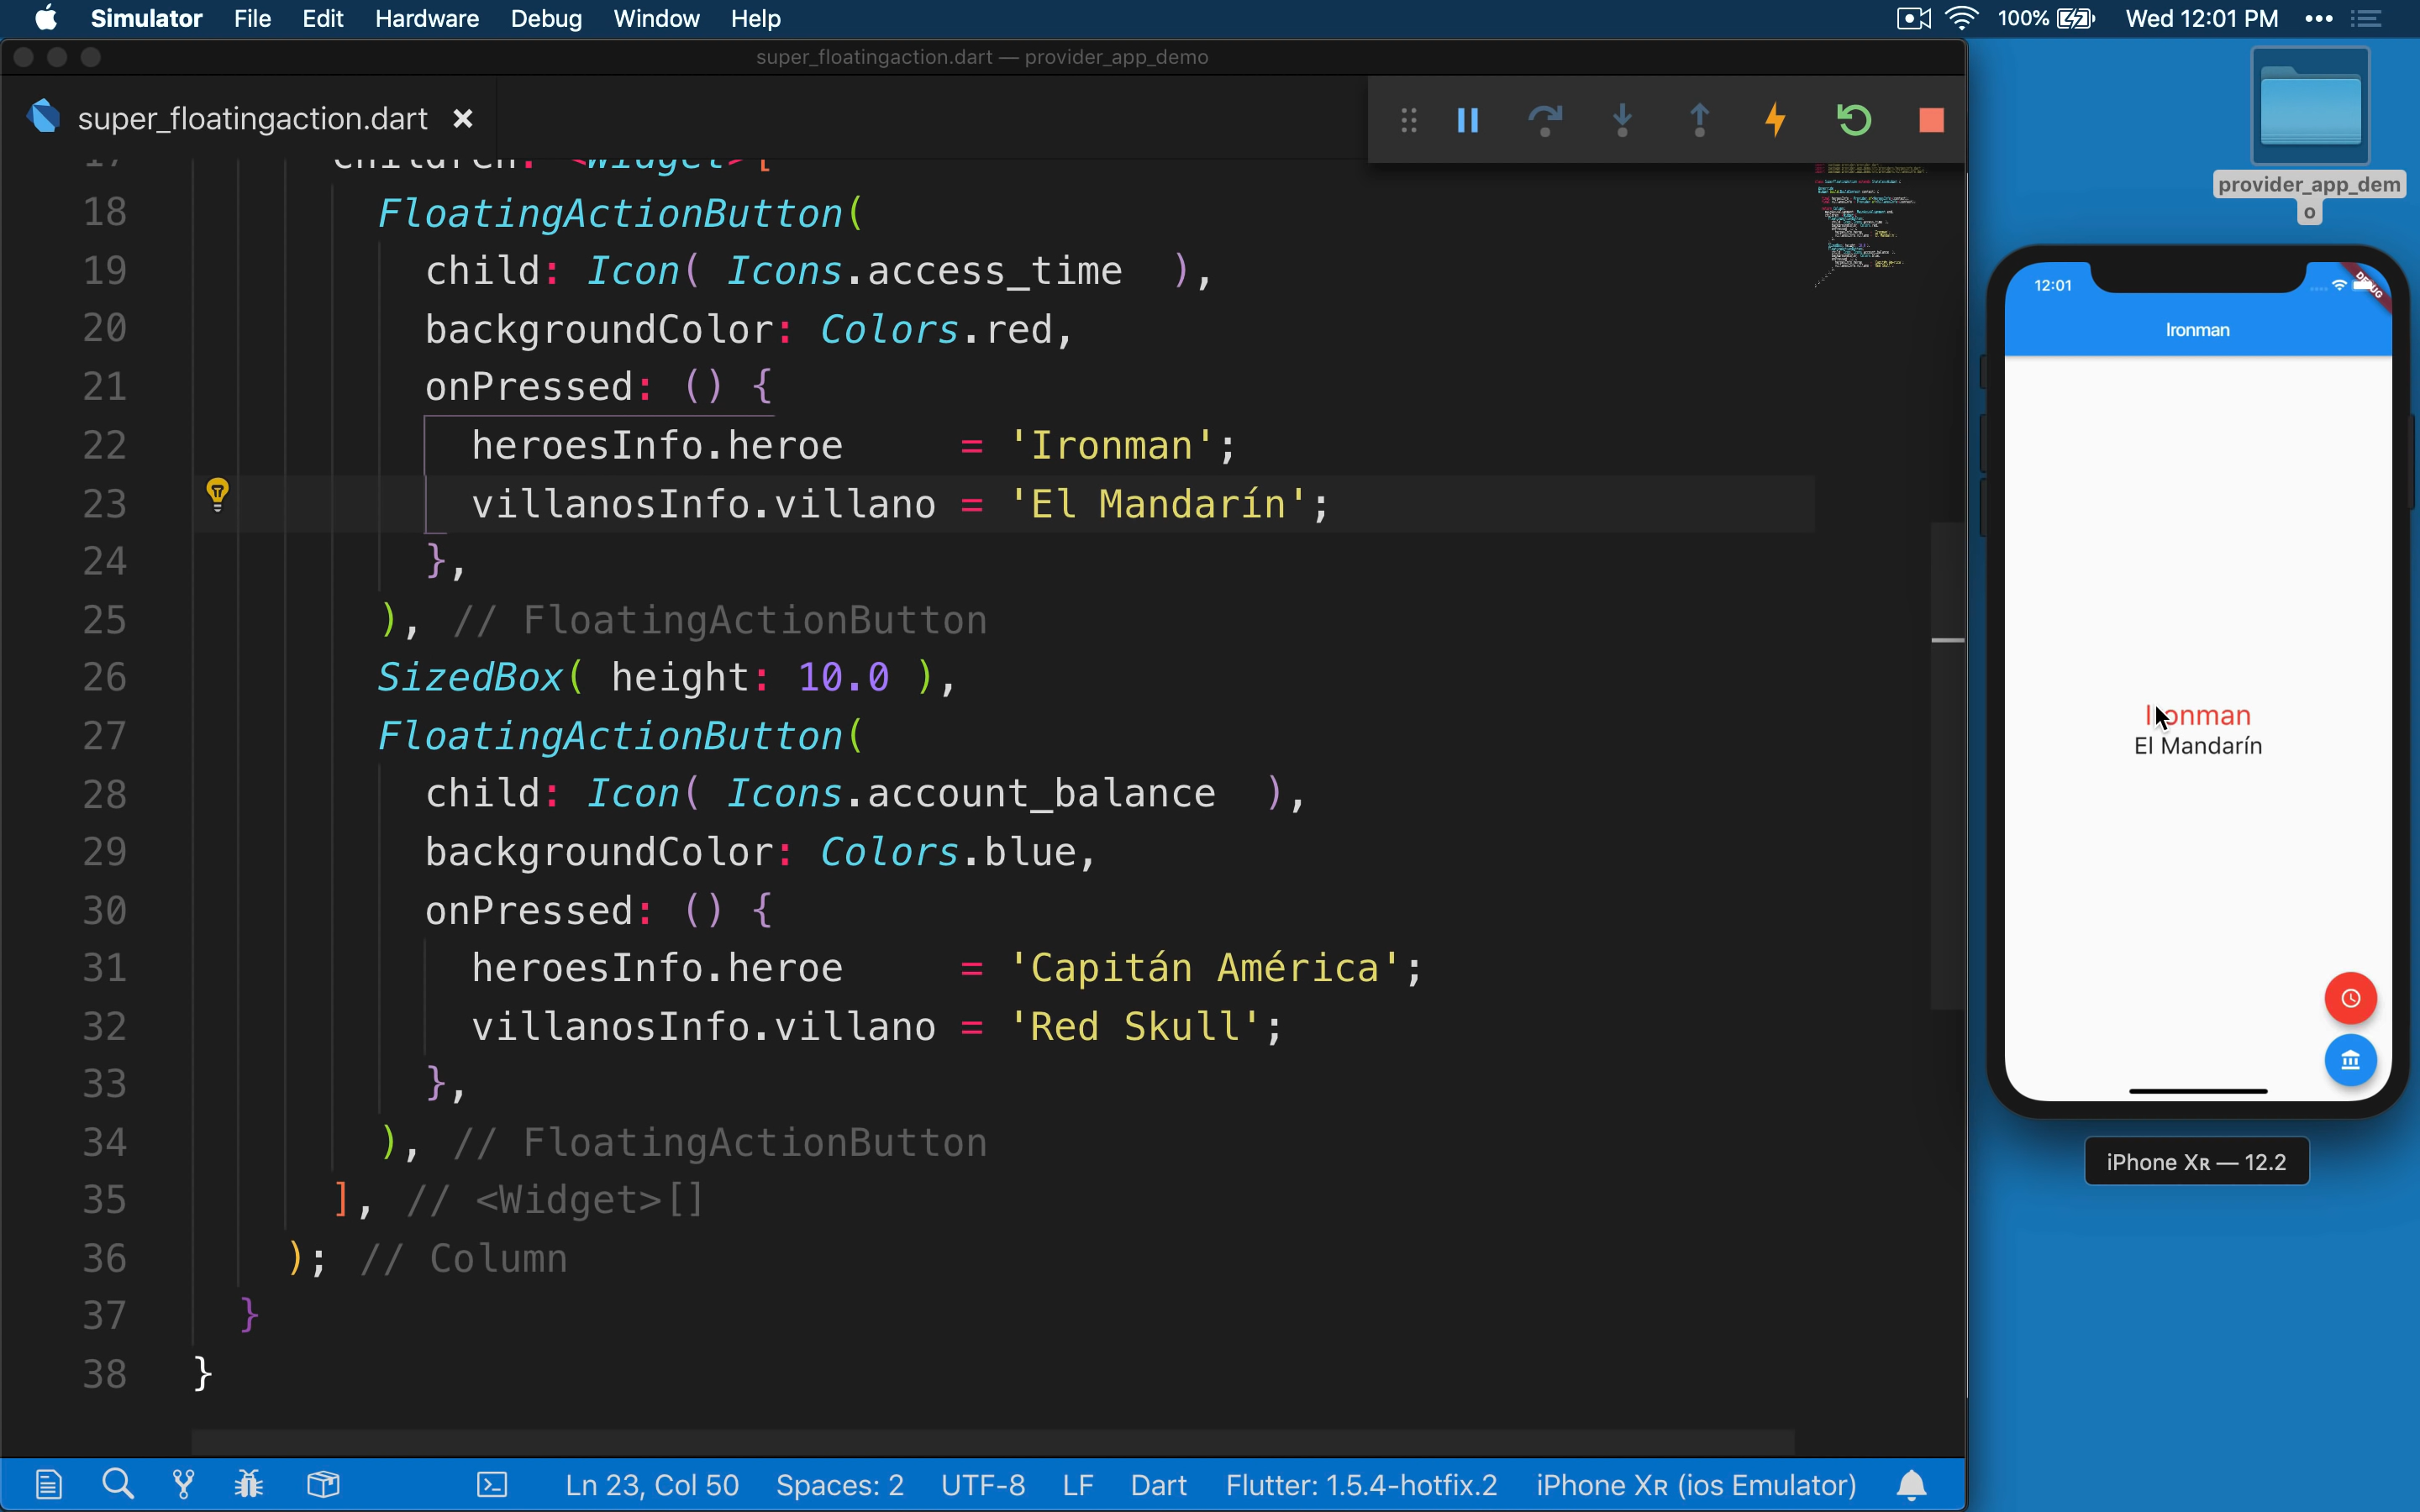 Simulator File Edit Hardware Debug Window Help 100% Wed 12:01 PM
super_floatingaction.dart — provider_app_demo
super_floatingaction.dart
17 children: <Widget>[
18 FloatingActionButton(
19 child: Icon( Icons.access_time ),
20 backgroundColor: Colors.red,
21 onPressed: () {
22 heroesInfo.heroe = 'Ironman';
23 villanosInfo.villano = 'El Mandarín';
24 },
25 ), // FloatingActionButton
26 SizedBox( height: 10.0 ),
27 FloatingActionButton(
28 child: Icon( Icons.account_balance ),
29 backgroundColor: Colors.blue,
30 onPressed: () {
31 heroesInfo.heroe = 'Capitán América';
32 villanosInfo.villano = 'Red Skull';
33 },
34 ), // FloatingActionButton
35 ], // <Widget>[]
36 ); // Column
37 }
38 }
Ln 23, Col 50 Spaces: 2 UTF-8 LF Dart Flutter: 1.5.4-hotfix.2 iPhone Xʀ (ios Emulator)
provider_app_dem
o
12:01
DEBUG
Ironman
Ironman
El Mandarín
iPhone Xʀ — 12.2